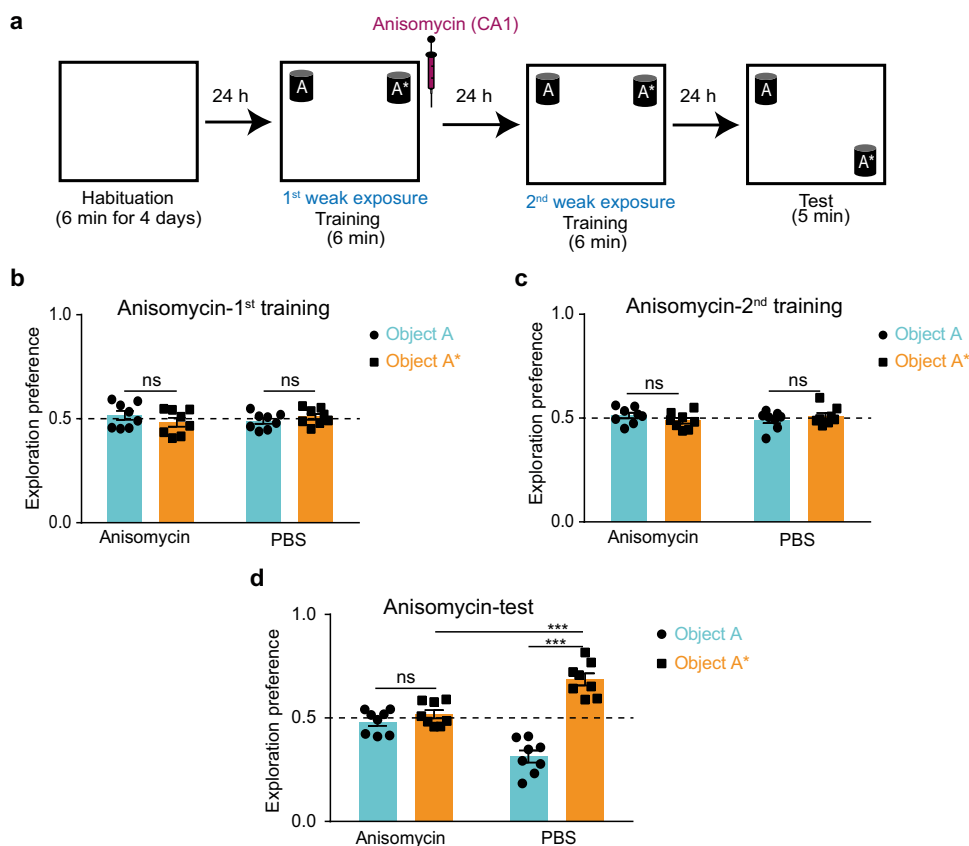 a
Anisomycin (CA1)
24 h
24 h
24 h
A
A*
A
A*
A
A*
Habituation
(6 min for 4 days)
1st weak exposure
Training
(6 min)
2nd weak exposure
Training
(6 min)
Test
(5 min)
b
Anisomycin-1st training
Exploration preference
1.0
0.5
0.0
ns
ns
Object A
Object A*
Anisomycin
PBS
c
Anisomycin-2nd training
Exploration preference
1.0
0.5
0.0
ns
ns
Object A
Object A*
Anisomycin
PBS
d
Anisomycin-test
Exploration preference
1.0
0.5
0.0
ns
***
***
Object A
Object A*
Anisomycin
PBS